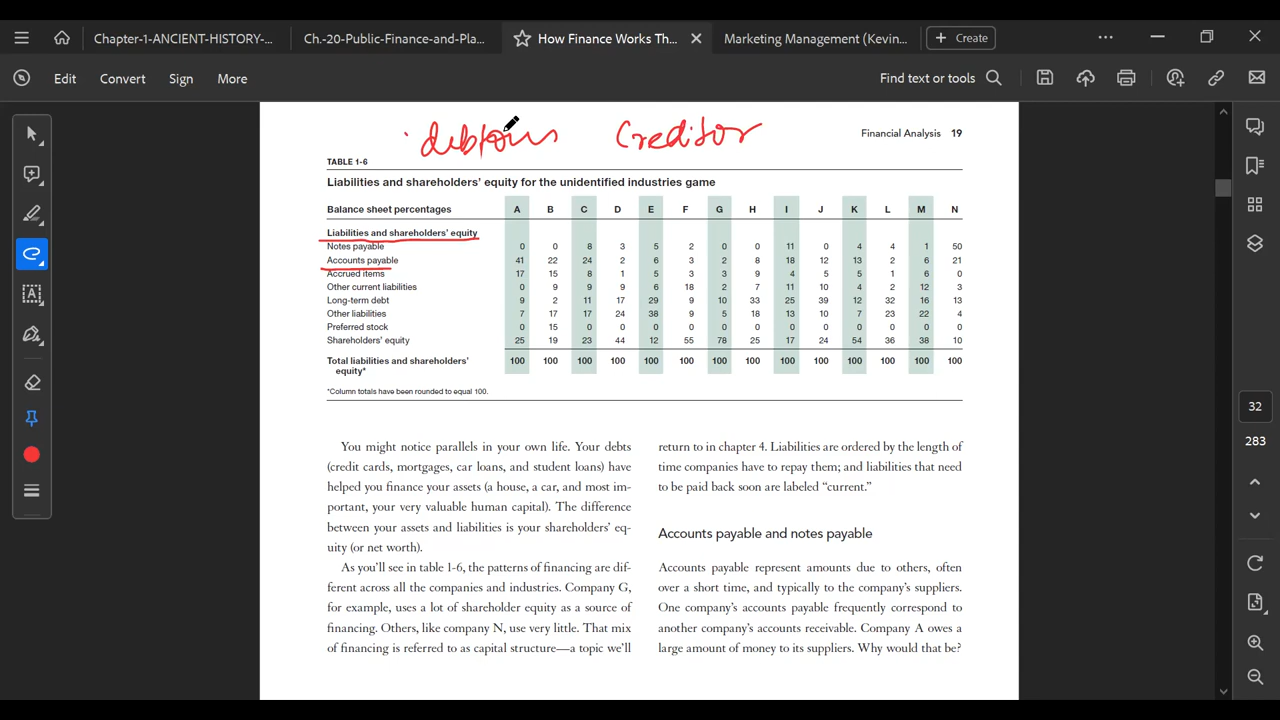 Chapter-1-ANCIENT-HISTORY-... Ch.-20-Public-Finance-and-Pla... How Finance Works Th... Marketing Management (Kevin... Create
Edit Convert Sign More Find text or tools
debtors Creditor
Financial Analysis 19
TABLE 1-6
Liabilities and shareholders' equity for the unidentified industries game
Balance sheet percentages A B C D E F G H I J K L M N
Liabilities and shareholders' equity
Notes payable 0 0 8 3 5 2 0 0 11 0 4 4 1 50
Accounts payable 41 22 24 2 6 3 2 8 18 12 13 2 6 21
Accrued items 17 15 8 1 5 3 3 9 4 5 5 1 6 0
Other current liabilities 0 9 9 9 6 18 2 7 11 10 4 2 12 3
Long-term debt 9 2 11 17 29 9 10 33 25 39 12 32 16 13
Other liabilities 7 17 17 24 38 9 5 18 13 10 7 23 22 4
Preferred stock 0 15 0 0 0 0 0 0 0 0 0 0 0 0
Shareholders' equity 25 19 23 44 12 55 78 25 17 24 54 36 38 10
Total liabilities and shareholders' 100 100 100 100 100 100 100 100 100 100 100 100 100 100
equity*
*Column totals have been rounded to equal 100.
You might notice parallels in your own life. Your debts
(credit cards, mortgages, car loans, and student loans) have
helped you finance your assets (a house, a car, and most im-
portant, your very valuable human capital). The difference
between your assets and liabilities is your shareholders' eq-
uity (or net worth).
As you'll see in table 1-6, the patterns of financing are dif-
ferent across all the companies and industries. Company G,
for example, uses a lot of shareholder equity as a source of
financing. Others, like company N, use very little. That mix
of financing is referred to as capital structure—a topic we'll
return to in chapter 4. Liabilities are ordered by the length of
time companies have to repay them; and liabilities that need
to be paid back soon are labeled "current."
Accounts payable and notes payable
Accounts payable represent amounts due to others, often
over a short time, and typically to the company's suppliers.
One company's accounts payable frequently correspond to
another company's accounts receivable. Company A owes a
large amount of money to its suppliers. Why would that be?
32
283